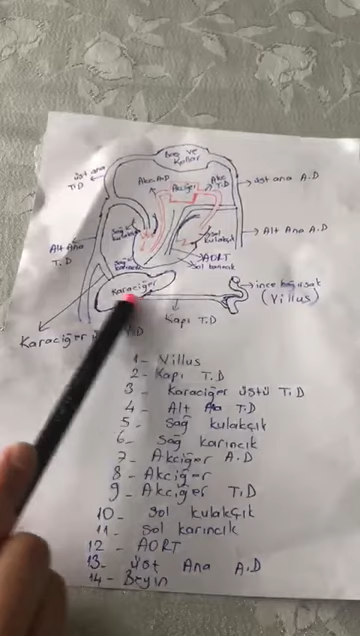 Baş ve
Kollar
üst ana
T.D
Akc. A.D
Akciğer
Akc.
T.D
üst ana A.D
Alt Ana
T.D
Sağ
kulakçık
sol
kulakçık
Alt Ana A.D
Sağ
karıncık
AORT
sol karıncık
Karaciğer
ince bağırsak
(Villus)
Kapı T.D
Karaciğer
T.D
1- Villus
2- Kapı T.D
3- Karaciğer üstü T.D
4- Alt Ana T.D
5- Sağ kulakçık
6- Sağ karıncık
7- Akciğer A.D
8- Akciğer
9- Akciğer T.D
10- sol kulakçık
11- sol karıncık
12- AORT
13- üst Ana A.D
14- Beyin